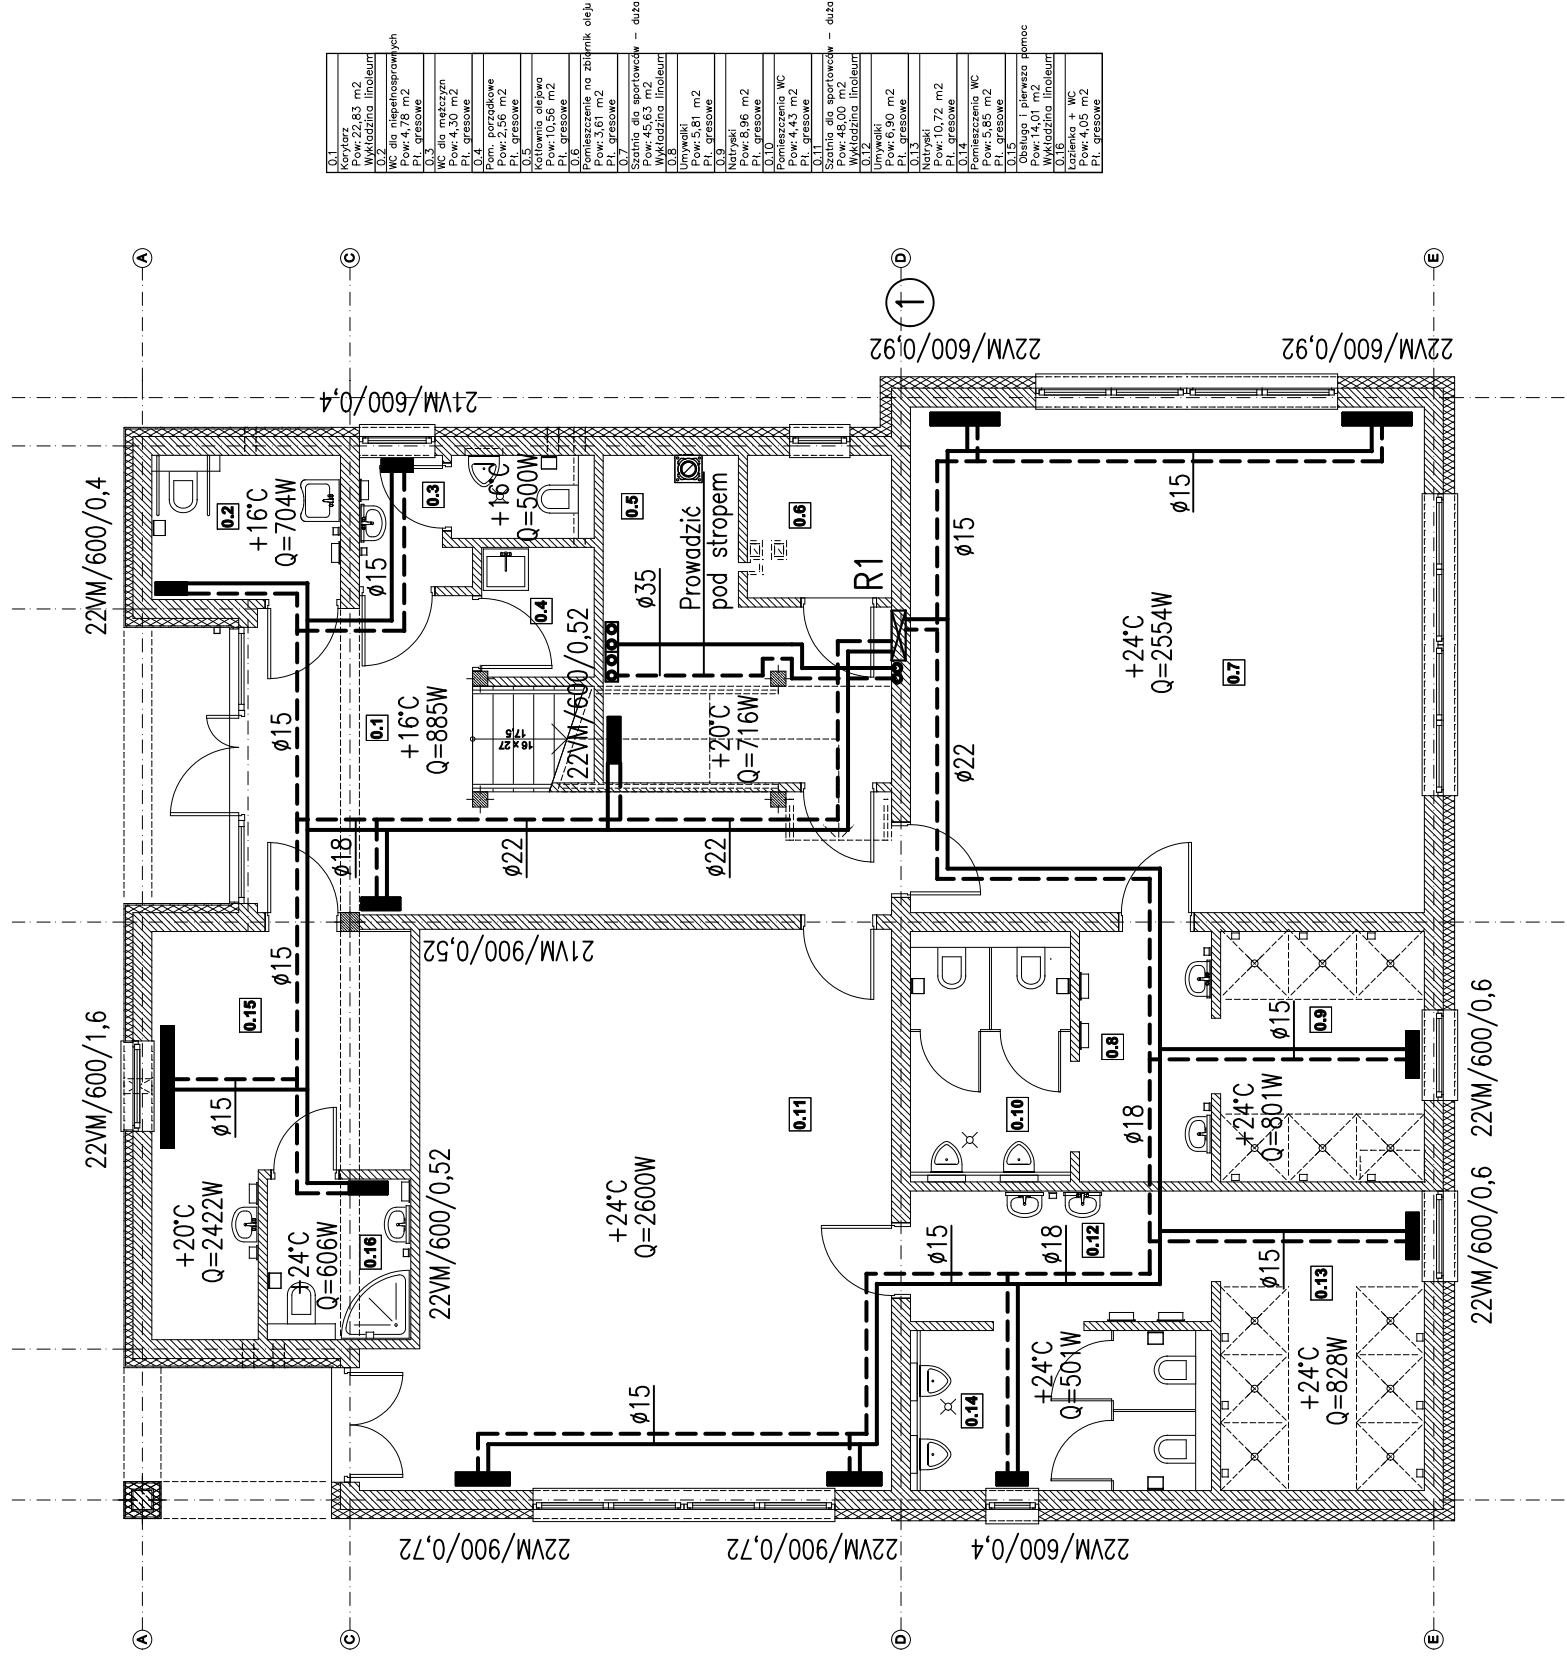 0.1
Korytarz
Pow: 22,83 m2
Wykładzina linoleum
0.2
WC dla niepełnosprawnych
Pow: 4,78 m2
Pł. gresowe
0.3
WC dla mężczyzn
Pow: 4,30 m2
Pł. gresowe
0.4
Pom. porządkowe
Pow: 2,56 m2
Pł. gresowe
0.5
Kotłownia olejowa
Pow: 10,56 m2
Pł. gresowe
0.6
Pomieszczenie na zbiornik oleju
Pow: 3,61 m2
Pł. gresowe
0.7
Szatnia dla sportowców - duża
Pow: 45,63 m2
Wykładzina linoleum
0.8
Umywalki
Pow: 5,81 m2
Pł. gresowe
0.9
Natryski
Pow: 8,96 m2
Pł. gresowe
0.10
Pomieszczenia WC
Pow: 4,43 m2
Pł. gresowe
0.11
Szatnia dla sportowców - duża
Pow: 48,00 m2
Wykładzina linoleum
0.12
Umywalki
Pow: 6,90 m2
Pł. gresowe
0.13
Natryski
Pow: 10,72 m2
Pł. gresowe
0.14
Pomieszczenia WC
Pow: 5,85 m2
Pł. gresowe
0.15
Obsługa i pierwsza pomoc
Pow: 14,01 m2
Wykładzina linoleum
0.16
Łazienka + WC
Pow: 4,05 m2
Pł. gresowe
A
C
D
E
1
22VM/600/0,92
22VM/600/0,92
21VM/600/0,4
22VM/600/0,4
0.2
+16°C
Q=704W
0.3
+16°C
Q=500W
ø15
0.4
0.5
Prowadzić
pod stropem
ø35
0.6
R1
ø15
ø15
+24°C
Q=2554W
0.7
ø15
0.1
+16°C
Q=885W
16 x 27
17,5
22VM/600/0,52
+20°C
Q=716W
ø22
ø18
ø22
ø22
21VM/900/0,52
ø15
0.15
22VM/600/1,6
ø15
+20°C
Q=2422W
+24°C
Q=606W
0.16
22VM/600/0,52
0.11
+24°C
Q=2600W
0.8
0.10
0.9
ø15
+24°C
Q=801W
22VM/600/0,6
ø18
ø15
ø18
0.12
ø15
0.13
22VM/600/0,6
ø15
0.14
+24°C
Q=501W
+24°C
Q=828W
22VM/900/0,72
22VM/900/0,72
22VM/600/0,4
A
C
D
E